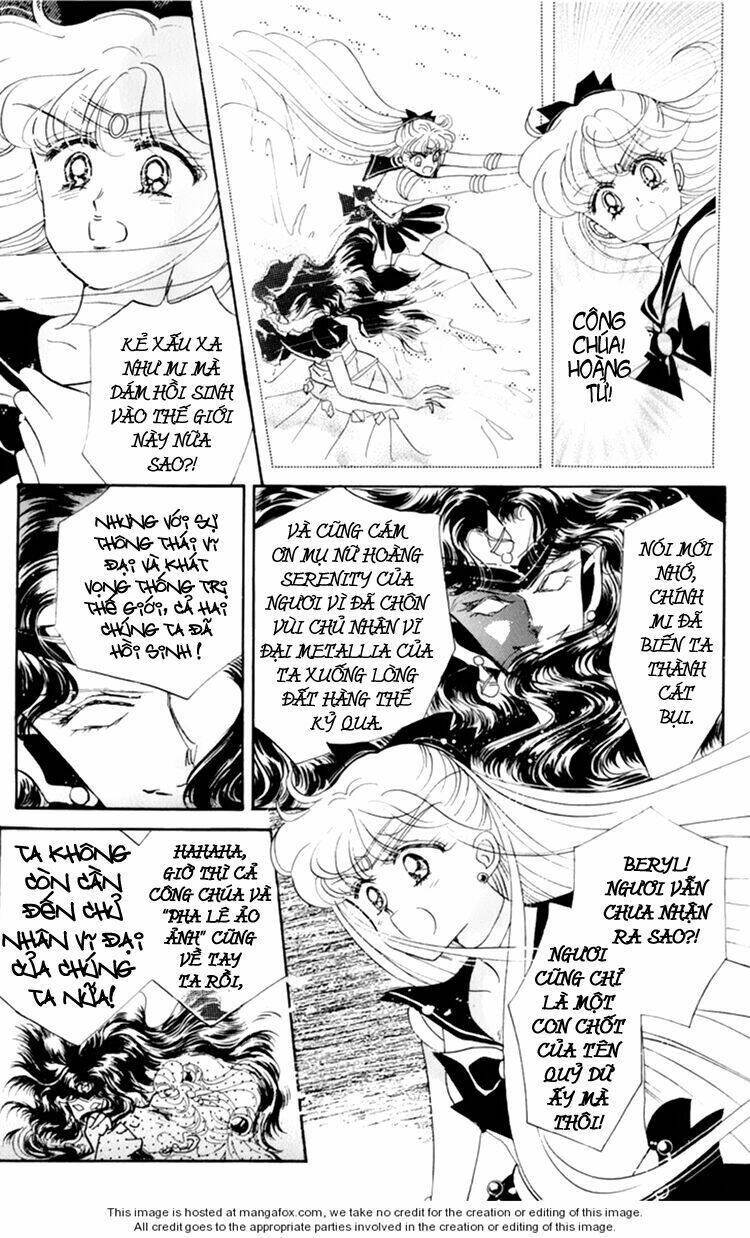 CÔNG
CHÚA!
HOÀNG
TỬ!
KẺ XẤU XA
NHƯ MI MÀ
DÁM HỒI SINH
VÀO THẾ GIỚI
NÀY NỮA
SAO?!
NÓI MỚI
NHỚ,
CHÍNH
MI ĐÃ
BIẾN TA
THÀNH
CÁT
BỤI.
VÀ CŨNG CÁM
ƠN MỤ NỮ HOÀNG
SERENITY CỦA
NGƯƠI VÌ ĐÃ CHÔN
VÙI CHỦ NHÂN VĨ
ĐẠI METALLIA CỦA
TA XUỐNG LÒNG
ĐẤT HÀNG THẾ
KỶ QUA.
NHƯNG VỚI SỰ
THÔNG THÁI VĨ
ĐẠI VÀ KHÁT
VỌNG THỐNG TRỊ
THẾ GIỚI, CẢ HAI
CHÚNG TA ĐÃ
HỒI SINH!
BERYL!
NGƯƠI VẪN
CHƯA NHẬN
RA SAO?!
NGƯƠI
CŨNG CHỈ
LÀ MỘT
CON CHỐT
CỦA TÊN
QUỶ DỮ
ẤY MÀ
THÔI!
HAHAHA,
GIỜ THÌ CẢ
CÔNG CHÚA VÀ
"PHA LÊ ẢO
ẢNH" CŨNG
VỀ TAY
TA RỒI,
TA KHÔNG
CÒN CẦN
ĐẾN CHỦ
NHÂN VĨ ĐẠI
CỦA CHÚNG
TA NỮA!
This image is hosted at mangafox.com, we take no credit for the creation or editing of this image.
All credit goes to the appropriate parties involved in the creation or editing of this image.